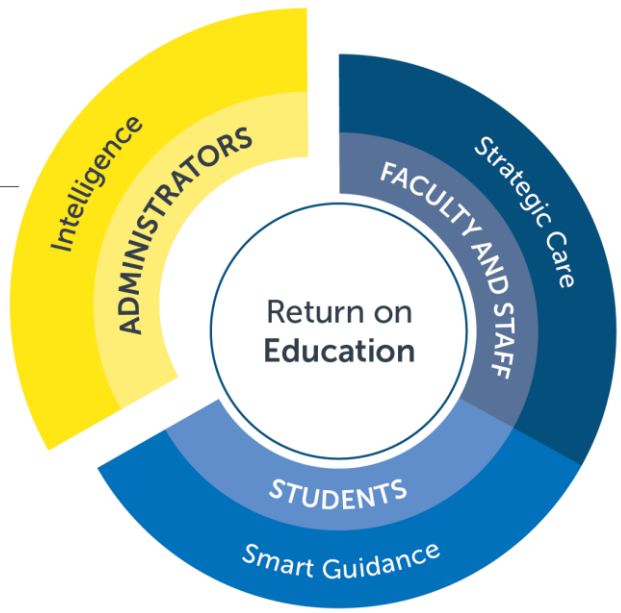 Intelligence
ADMINISTRATORS
Strategic Care
FACULTY AND STAFF
Return on
Education
STUDENTS
Smart Guidance